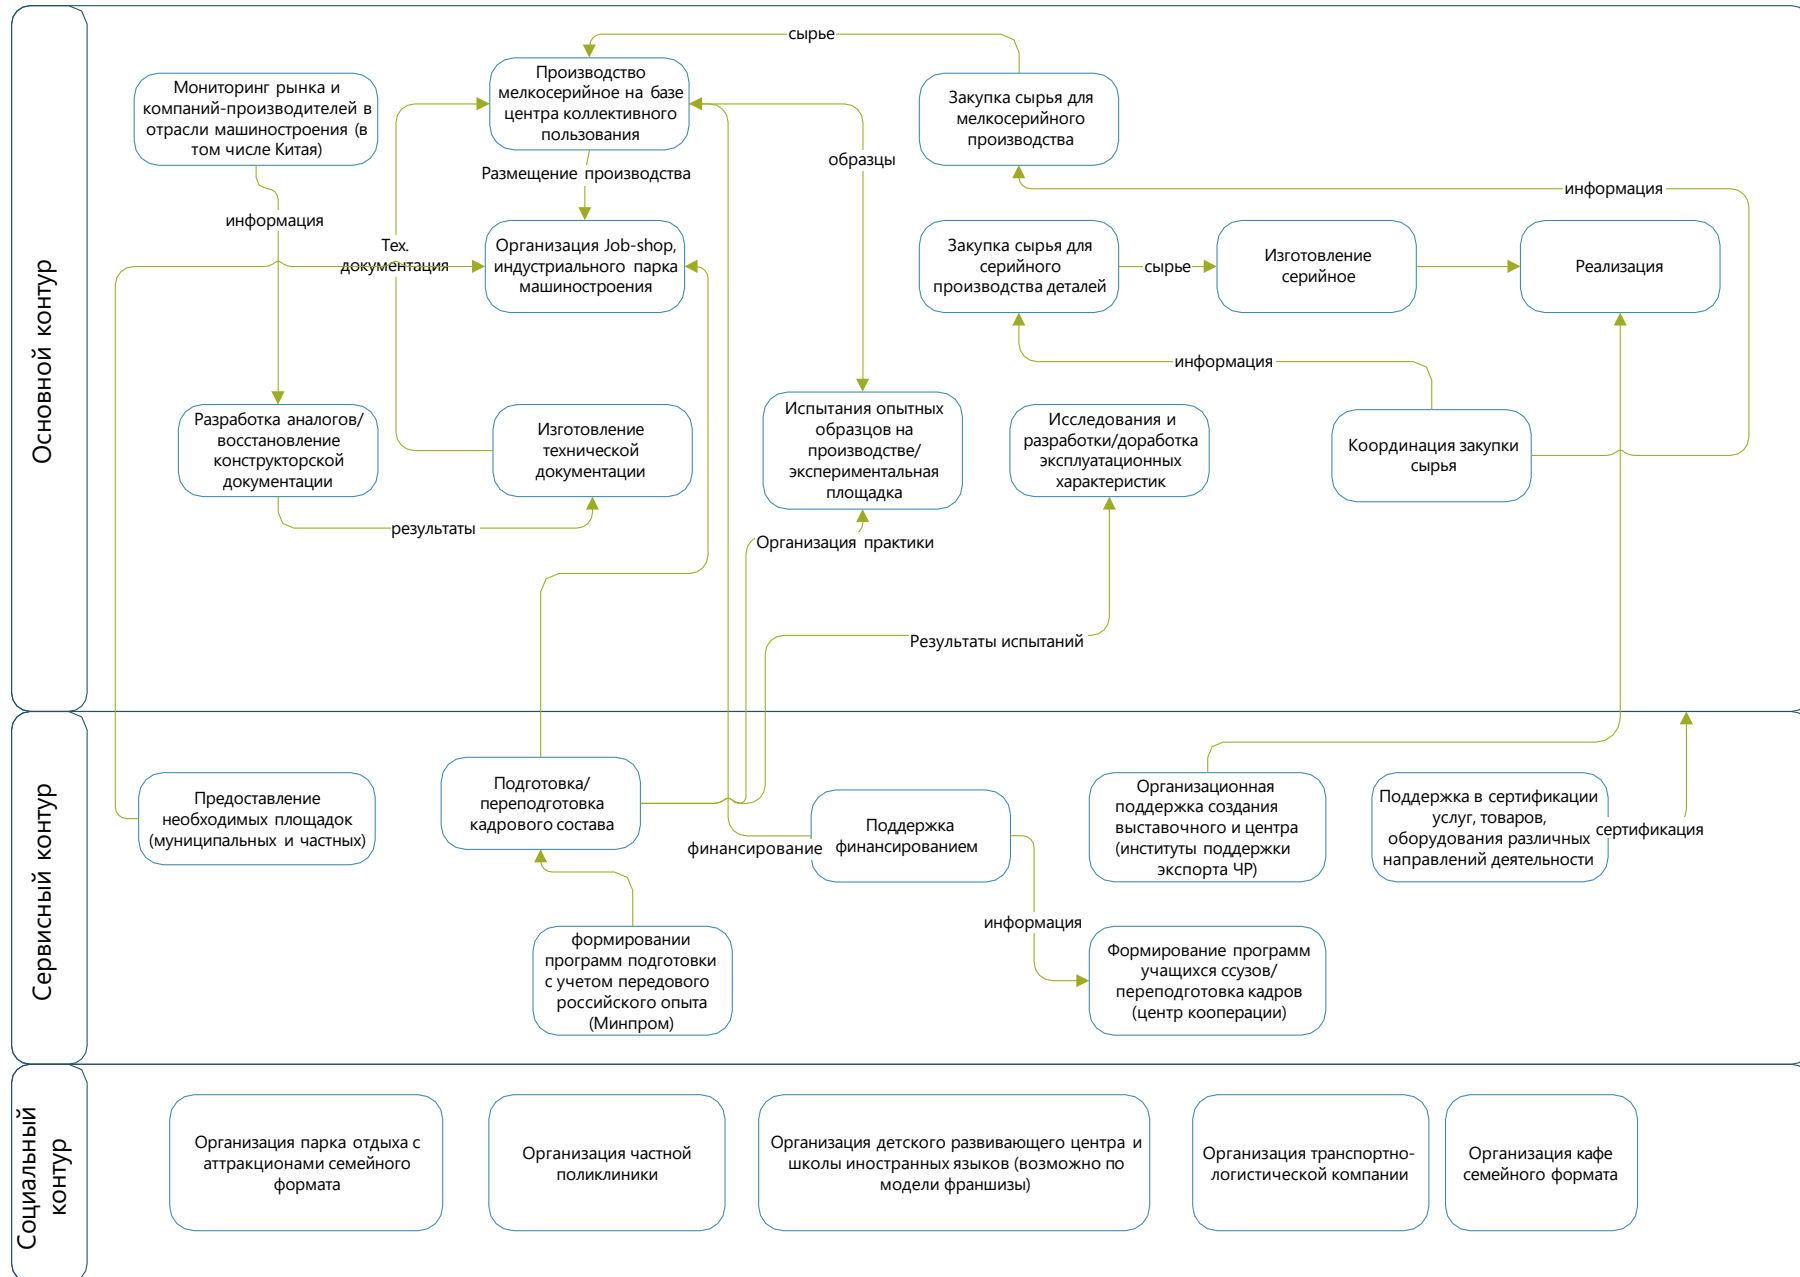 Основной контур
сырье
Мониторинг рынка и
компаний-производителей в
отрасли машиностроения (в
том числе Китая)
Производство
мелкосерийное на базе
центра коллективного
пользования
Закупка сырья для
мелкосерийного
производства
образцы
Размещение производства
информация
информация
Тех.
документация
Организация Job-shop,
индустриального парка
машиностроения
Закупка сырья для
серийного
производства деталей
сырье
Изготовление
серийное
Реализация
информация
Разработка аналогов/
восстановление
конструкторской
документации
Изготовление
технической
документации
Испытания опытных
образцов на
производстве/
экспериментальная
площадка
Исследования и
разработки/доработка
эксплуатационных
характеристик
Координация закупки
сырья
результаты
Организация практики
Результаты испытаний
Сервисный контур
Предоставление
необходимых площадок
(муниципальных и частных)
Подготовка/
переподготовка
кадрового состава
финансирование
Поддержка
финансированием
Организационная
поддержка создания
выставочного и центра
(институты поддержки
экспорта ЧР)
Поддержка в сертификации
услуг, товаров,
оборудования различных
направлений деятельности
сертификация
информация
формировании
программ подготовки
с учетом передового
российского опыта
(Минпром)
Формирование программ
учащихся ссузов/
переподготовка кадров
(центр кооперации)
Социальный
контур
Организация парка отдыха с
аттракционами семейного
формата
Организация частной
поликлиники
Организация детского развивающего центра и
школы иностранных языков (возможно по
модели франшизы)
Организация транспортно-
логистической компании
Организация кафе
семейного формата